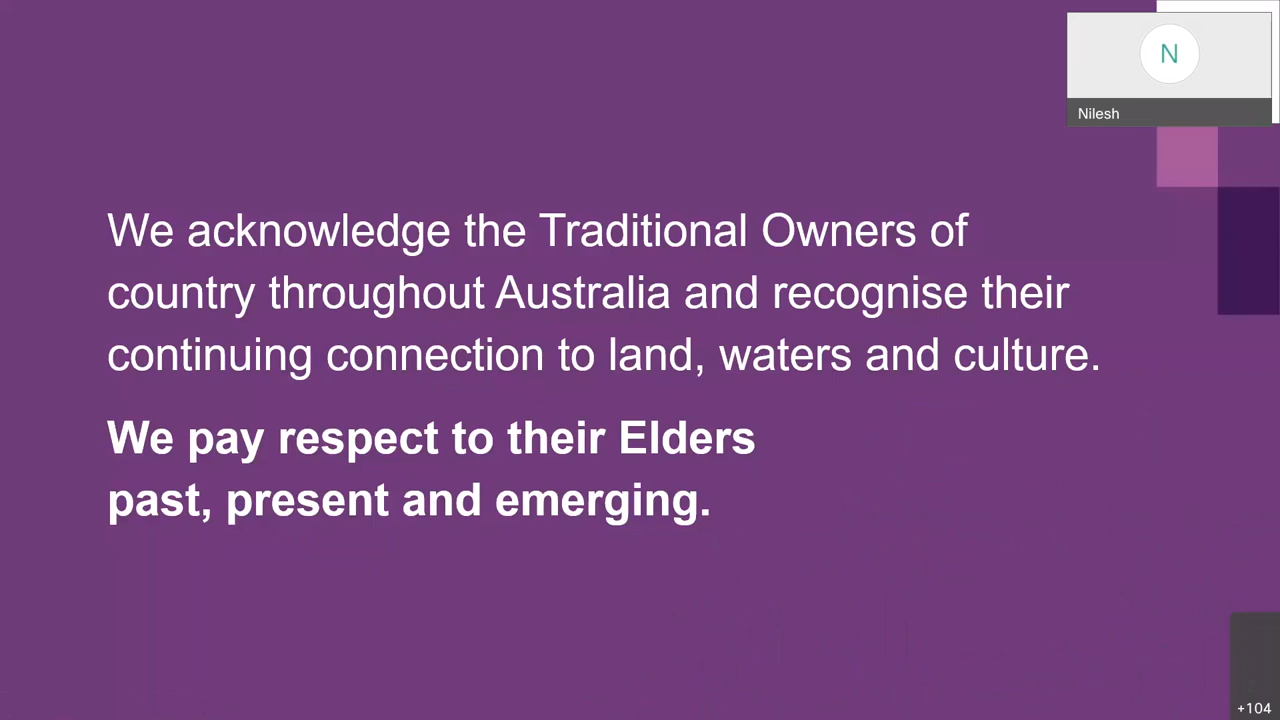 N
Nilesh
We acknowledge the Traditional Owners of
country throughout Australia and recognise their
continuing connection to land, waters and culture.
We pay respect to their Elders
past, present and emerging.
+104